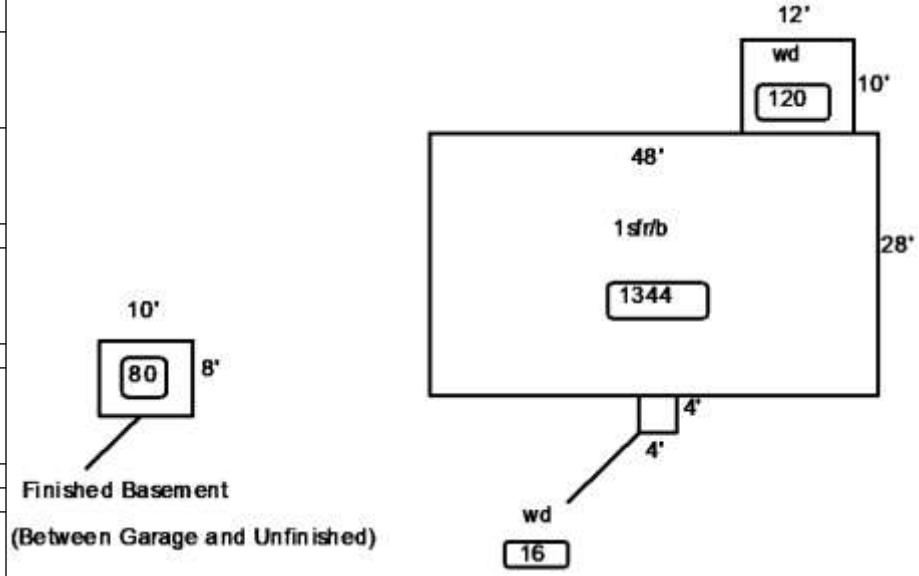 12'
wd
120
10'
48'
1sfr/b
28'
1344
10'
80
8'
4'
4'
Finished Basement
(Between Garage and Unfinished)
wd
16